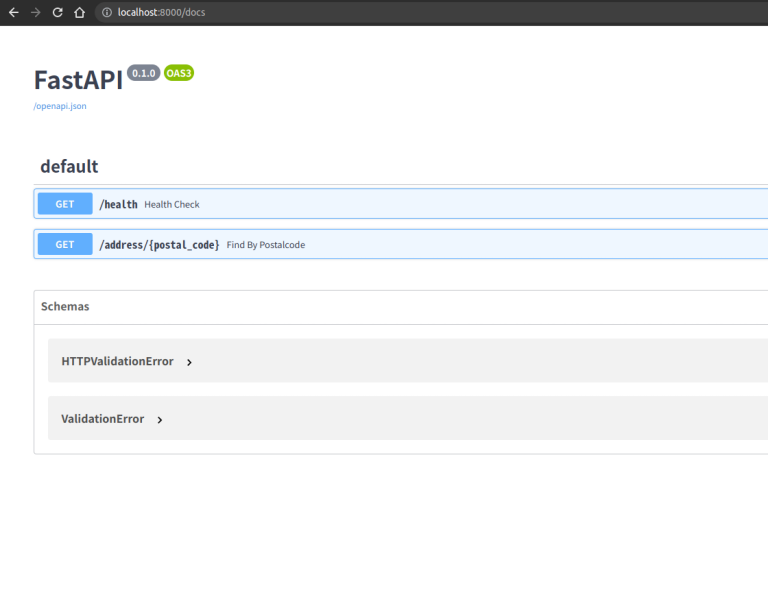 localhost:8000/docs
FastAPI 0.1.0 OAS3
/openapi.json
default
GET /health Health Check
GET /address/{postal_code} Find By Postalcode
Schemas
HTTPValidationError
ValidationError